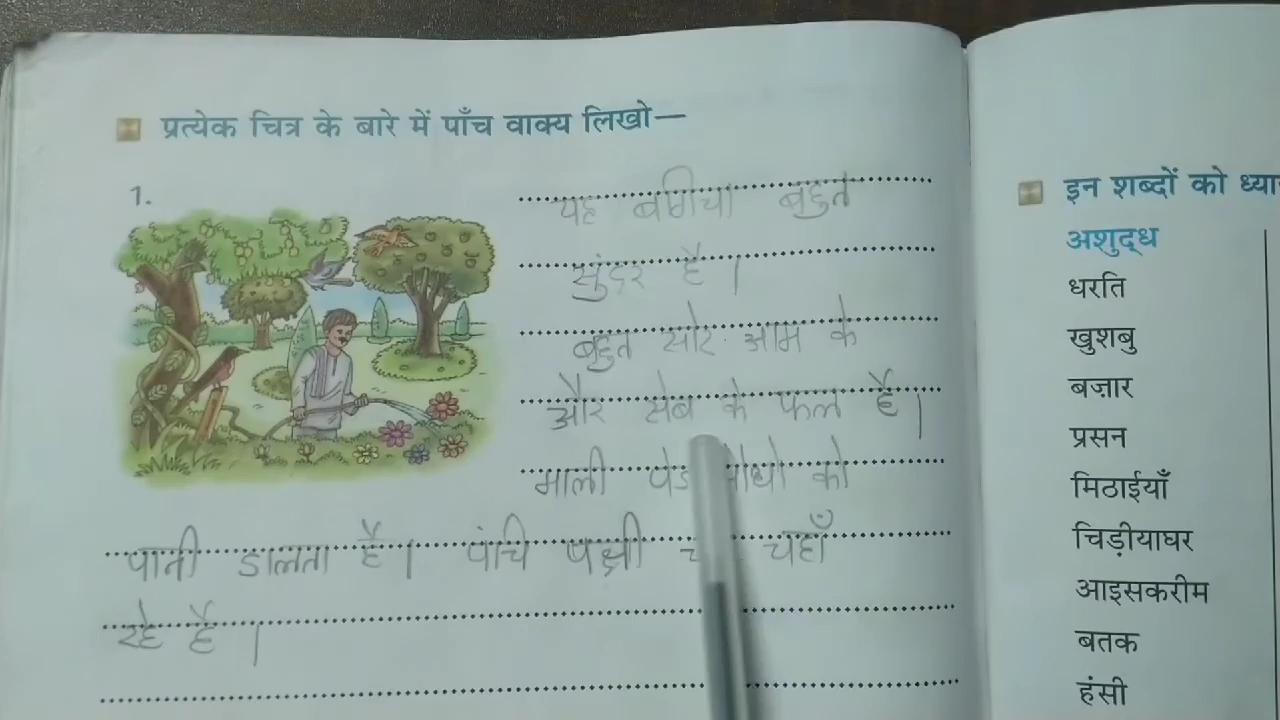 प्रत्येक चित्र के बारे में पाँच वाक्य लिखो—
1.
यह बगिचा बहुत
सुंदर है।
बहुत सारे आम के
और सेब के फल है।
माली पेड पौधो को
पानी डालता है। पंचि पक्षी चहाँ
रहे है।
इन शब्दों को ध्या
अशुद्ध
धरति
खुशबु
बज़ार
प्रसन
मिठाईयाँ
चिड़ीयाघर
आइसकरीम
बतक
हंसी